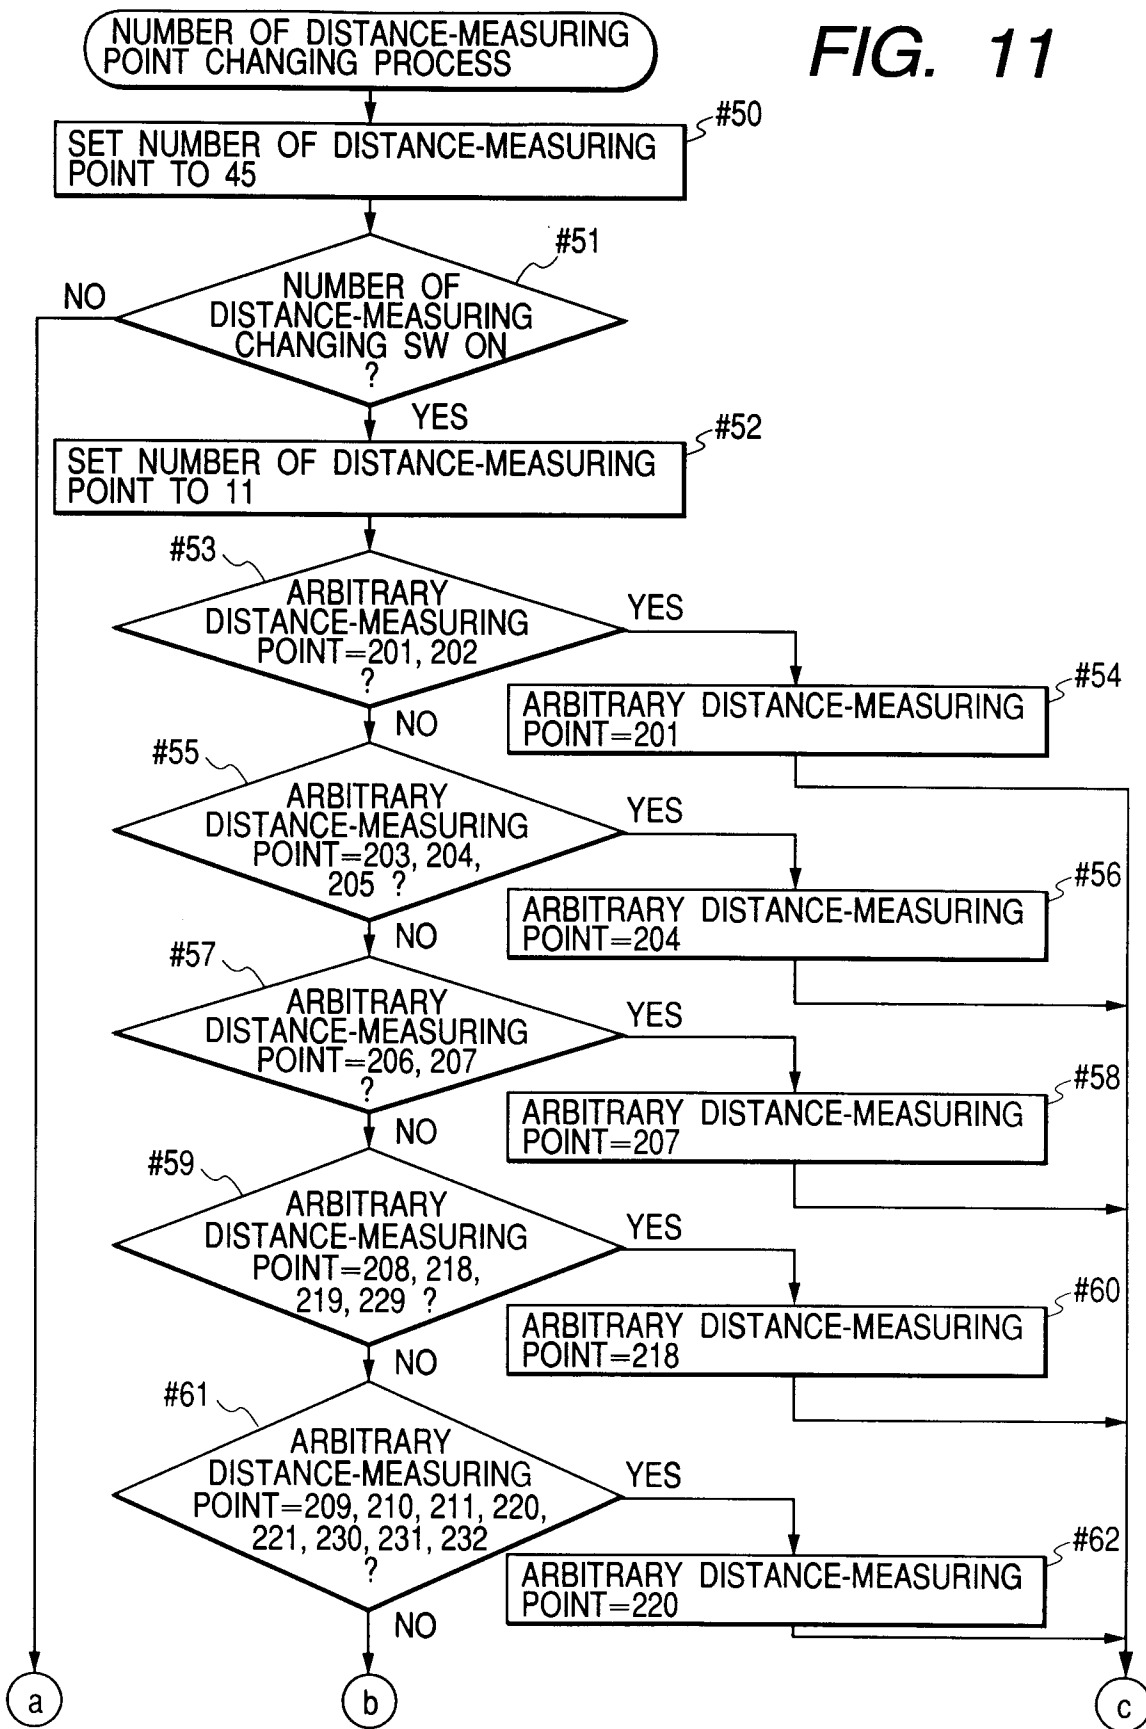 FIG. 11
NUMBER OF DISTANCE-MEASURING
POINT CHANGING PROCESS
#50
SET NUMBER OF DISTANCE-MEASURING
POINT TO 45
#51
NUMBER OF
DISTANCE-MEASURING
CHANGING SW ON
?
NO
YES
#52
SET NUMBER OF DISTANCE-MEASURING
POINT TO 11
#53
ARBITRARY
DISTANCE-MEASURING
POINT=201, 202
?
YES
NO
#54
ARBITRARY DISTANCE-MEASURING
POINT=201
#55
ARBITRARY
DISTANCE-MEASURING
POINT=203, 204,
205 ?
YES
NO
#56
ARBITRARY DISTANCE-MEASURING
POINT=204
#57
ARBITRARY
DISTANCE-MEASURING
POINT=206, 207
?
YES
NO
#58
ARBITRARY DISTANCE-MEASURING
POINT=207
#59
ARBITRARY
DISTANCE-MEASURING
POINT=208, 218,
219, 229 ?
YES
NO
#60
ARBITRARY DISTANCE-MEASURING
POINT=218
#61
ARBITRARY
DISTANCE-MEASURING
POINT=209, 210, 211, 220,
221, 230, 231, 232
?
YES
NO
#62
ARBITRARY DISTANCE-MEASURING
POINT=220
a
b
c